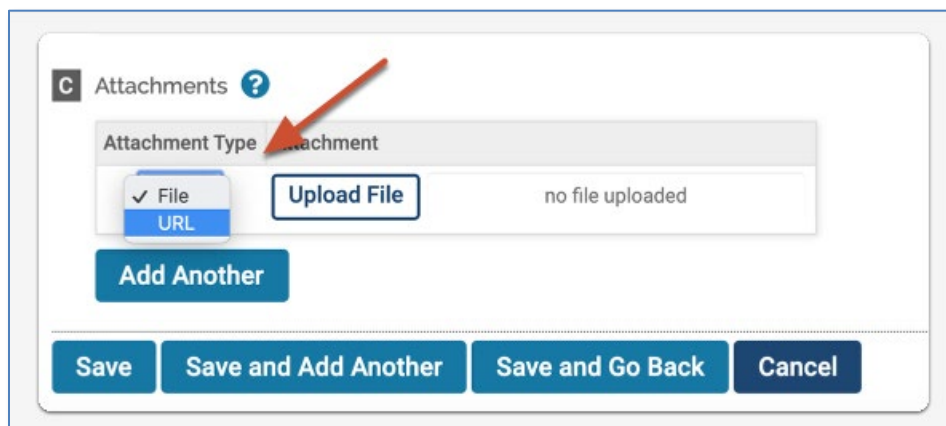 C Attachments ?
Attachment Type Attachment
✓ File
URL
Upload File no file uploaded
Add Another
Save Save and Add Another Save and Go Back Cancel